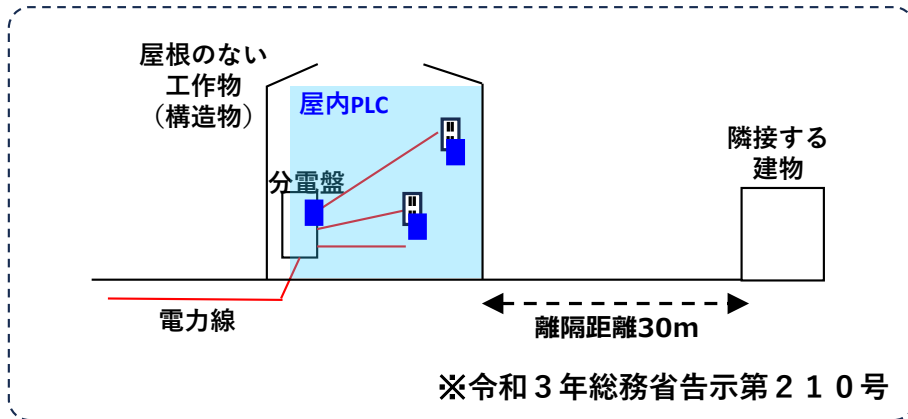 屋根のない
工作物
（構造物）
屋内PLC
分電盤
隣接する
建物
電力線
離隔距離30m
※令和３年総務省告示第２１０号